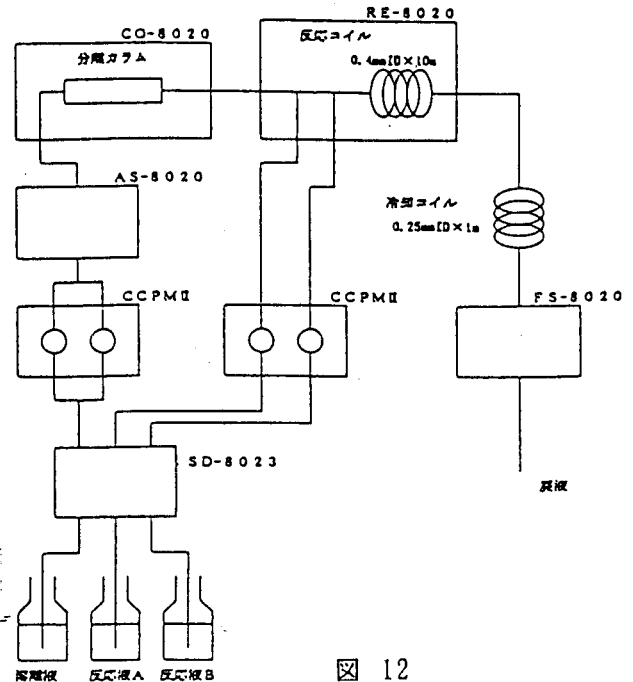 RE-8020
CO-8020
反応コイル
分離カラム
0.4mmID×10m
AS-8020
冷却コイル
0.25mmID×1m
CCPMⅡ
CCPMⅡ
FS-8020
SD-8023
廃液
溶離液 反応液A 反応液B
図 12